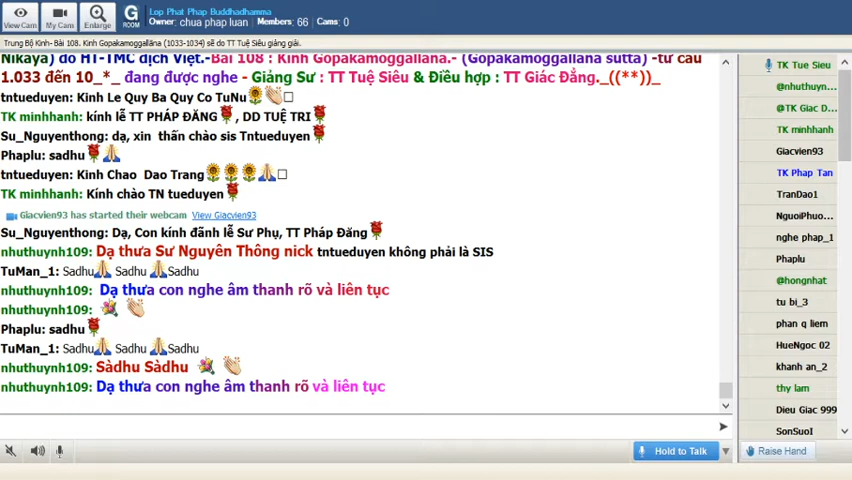 Lop Phat Phap Buddhadhamma
Owner: chua phap luan Members: 66 Cams: 0
View Cam
My Cam
Enlarge
G
ROOM
Trung Bộ Kinh- Bài 108. Kinh Gopakamoggallāna (1033-1034) sẽ do TT Tuệ Siêu giảng giải.
Nikaya) do HT-TMC dịch Việt.-Bài 108 : Kinh Gopakamoggallana.- (Gopakamoggallana sutta) -từ câu
1.033 đến 10_*_ đang được nghe - Giảng Sư : TT Tuệ Siêu & Điều hợp : TT Giác Đẳng._((**))_
tntueduyen: Kinh Le Quy Ba Quy Co TuNu
TK minhhanh: kính lễ TT PHÁP ĐĂNG , DD TUỆ TRI
Su_Nguyenthong: dạ, xin thấn chào sis Tntueduyen
Phaplu: sadhu
tntueduyen: Kinh Chao Dao Trang
TK minhhanh: Kính chào TN tueduyen
Giacvien93 has started their webcam View Giacvien93
Su_Nguyenthong: Dạ, Con kính đãnh lễ Sư Phụ, TT Pháp Đăng
nhuthuynh109: Dạ thưa Sư Nguyên Thông nick tntueduyen không phải là SIS
TuMan_1: Sadhu Sadhu Sadhu
nhuthuynh109: Dạ thưa con nghe âm thanh rõ và liên tục
nhuthuynh109:
Phaplu: sadhu
TuMan_1: Sadhu Sadhu Sadhu
nhuthuynh109: Sàdhu Sàdhu
nhuthuynh109: Dạ thưa con nghe âm thanh rõ và liên tục
TK Tue Sieu
@nhuthuyn...
@TK Giac D...
TK minhhanh
Giacvien93
TK Phap Tan
TranDao1
NguoiPhuo...
nghe phap_1
Phaplu
@hongnhat
tu bi_3
phan q liem
HueNgoc 02
khanh an_2
thy lam
Dieu Giac 999
SonSuoI
Hold to Talk
Raise Hand